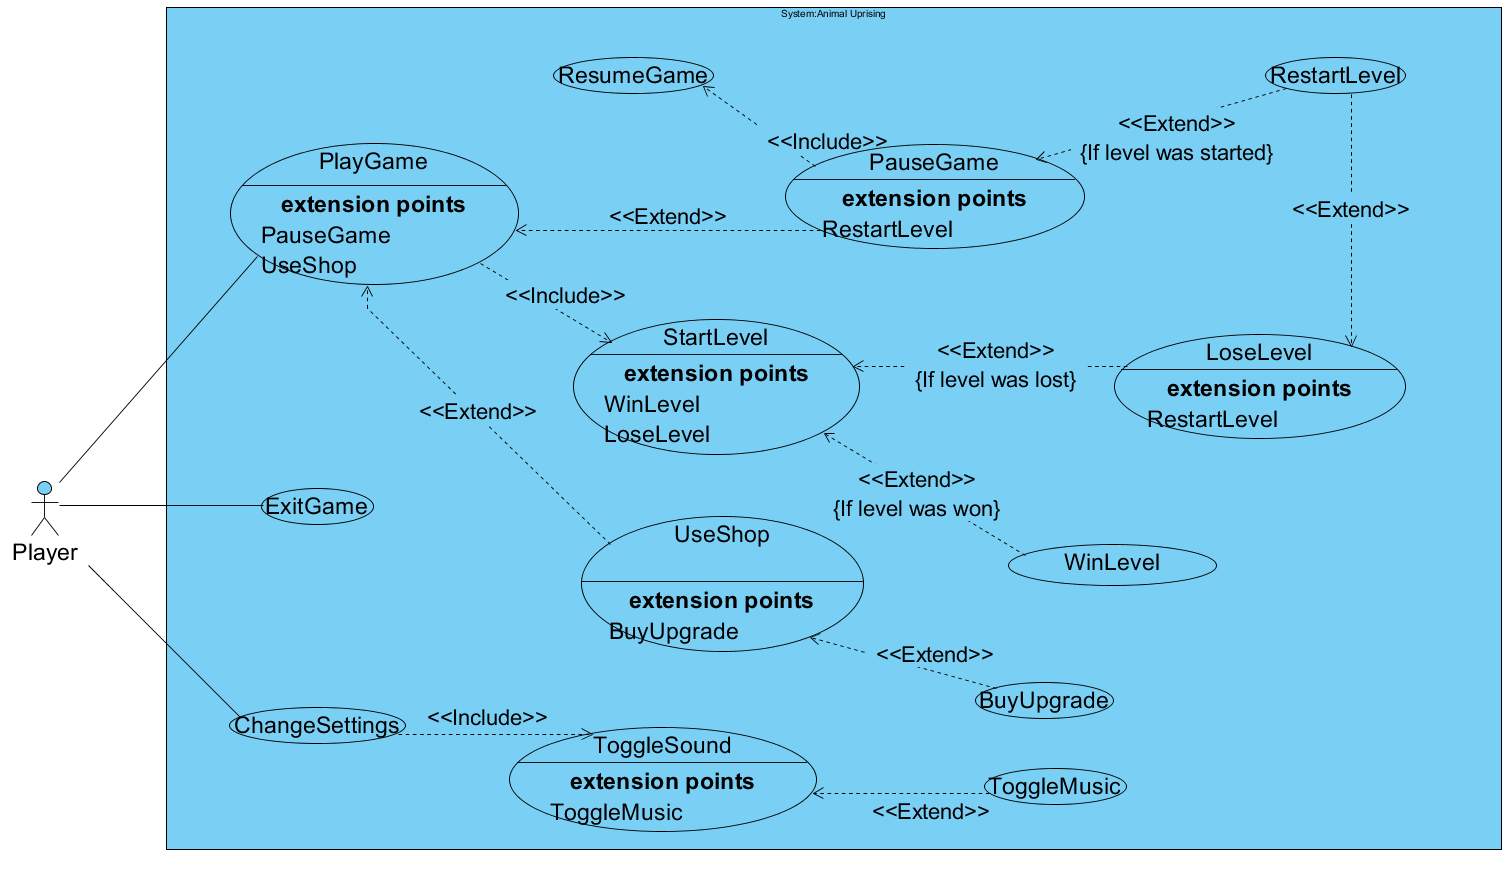 System:Animal Uprising
ResumeGame
RestartLevel
<<Extend>>
{If level was started}
<<Include>>
PlayGame
extension points
PauseGame
UseShop
PauseGame
extension points
RestartLevel
<<Extend>>
<<Extend>>
<<Include>>
StartLevel
extension points
WinLevel
LoseLevel
<<Extend>>
{If level was lost}
LoseLevel
extension points
RestartLevel
<<Extend>>
<<Extend>>
{If level was won}
ExitGame
Player
UseShop
extension points
BuyUpgrade
WinLevel
<<Extend>>
BuyUpgrade
ChangeSettings
<<Include>>
ToggleSound
extension points
ToggleMusic
ToggleMusic
<<Extend>>